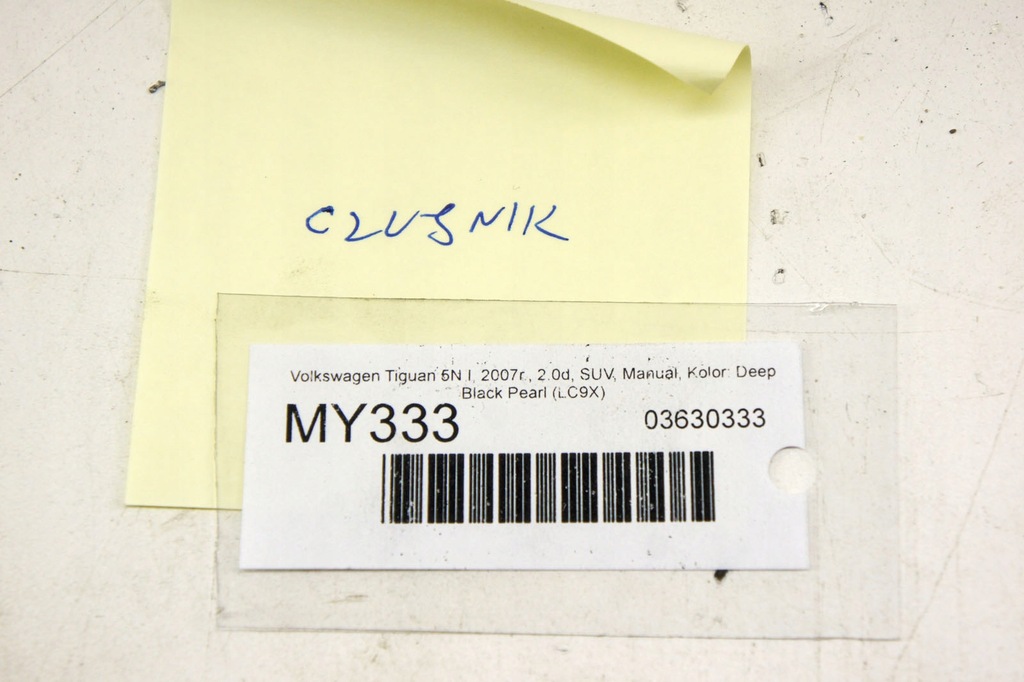 CZUJNIK
Volkswagen Tiguan 5N I, 2007r., 2.0d, SUV, Manual, Kolor: Deep
Black Pearl (LC9X)
MY333
03630333